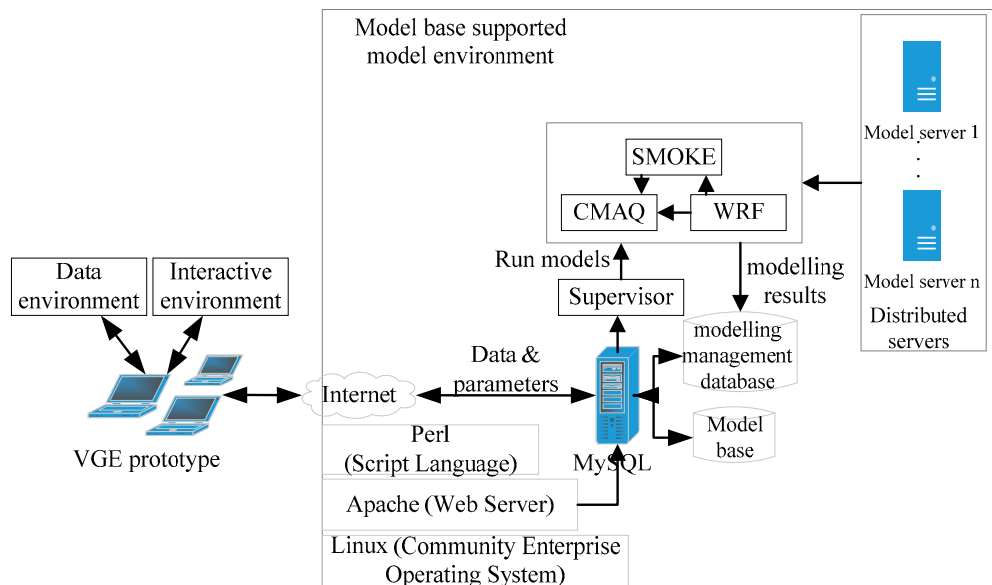 Model base supported
model environment
Model server 1
Model server n
Distributed
servers
SMOKE
CMAQ
WRF
Run models
modelling
results
Supervisor
modelling
management
database
Model
base
Data
environment
Interactive
environment
VGE prototype
Internet
Data &
parameters
MySQL
Perl
(Script Language)
Apache (Web Server)
Linux (Community Enterprise
Operating System)